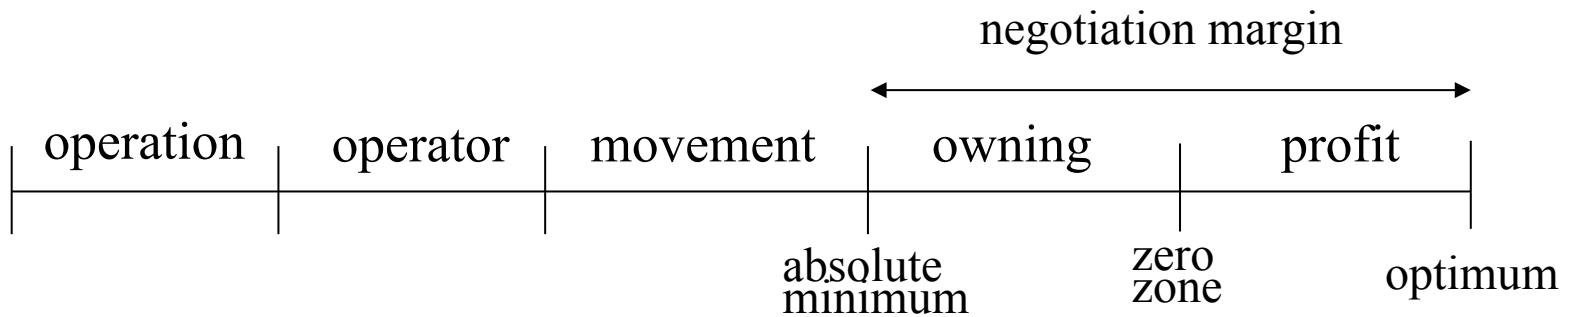 negotiation margin
operation operator movement owning profit
absolute
minimum
zero
zone
optimum